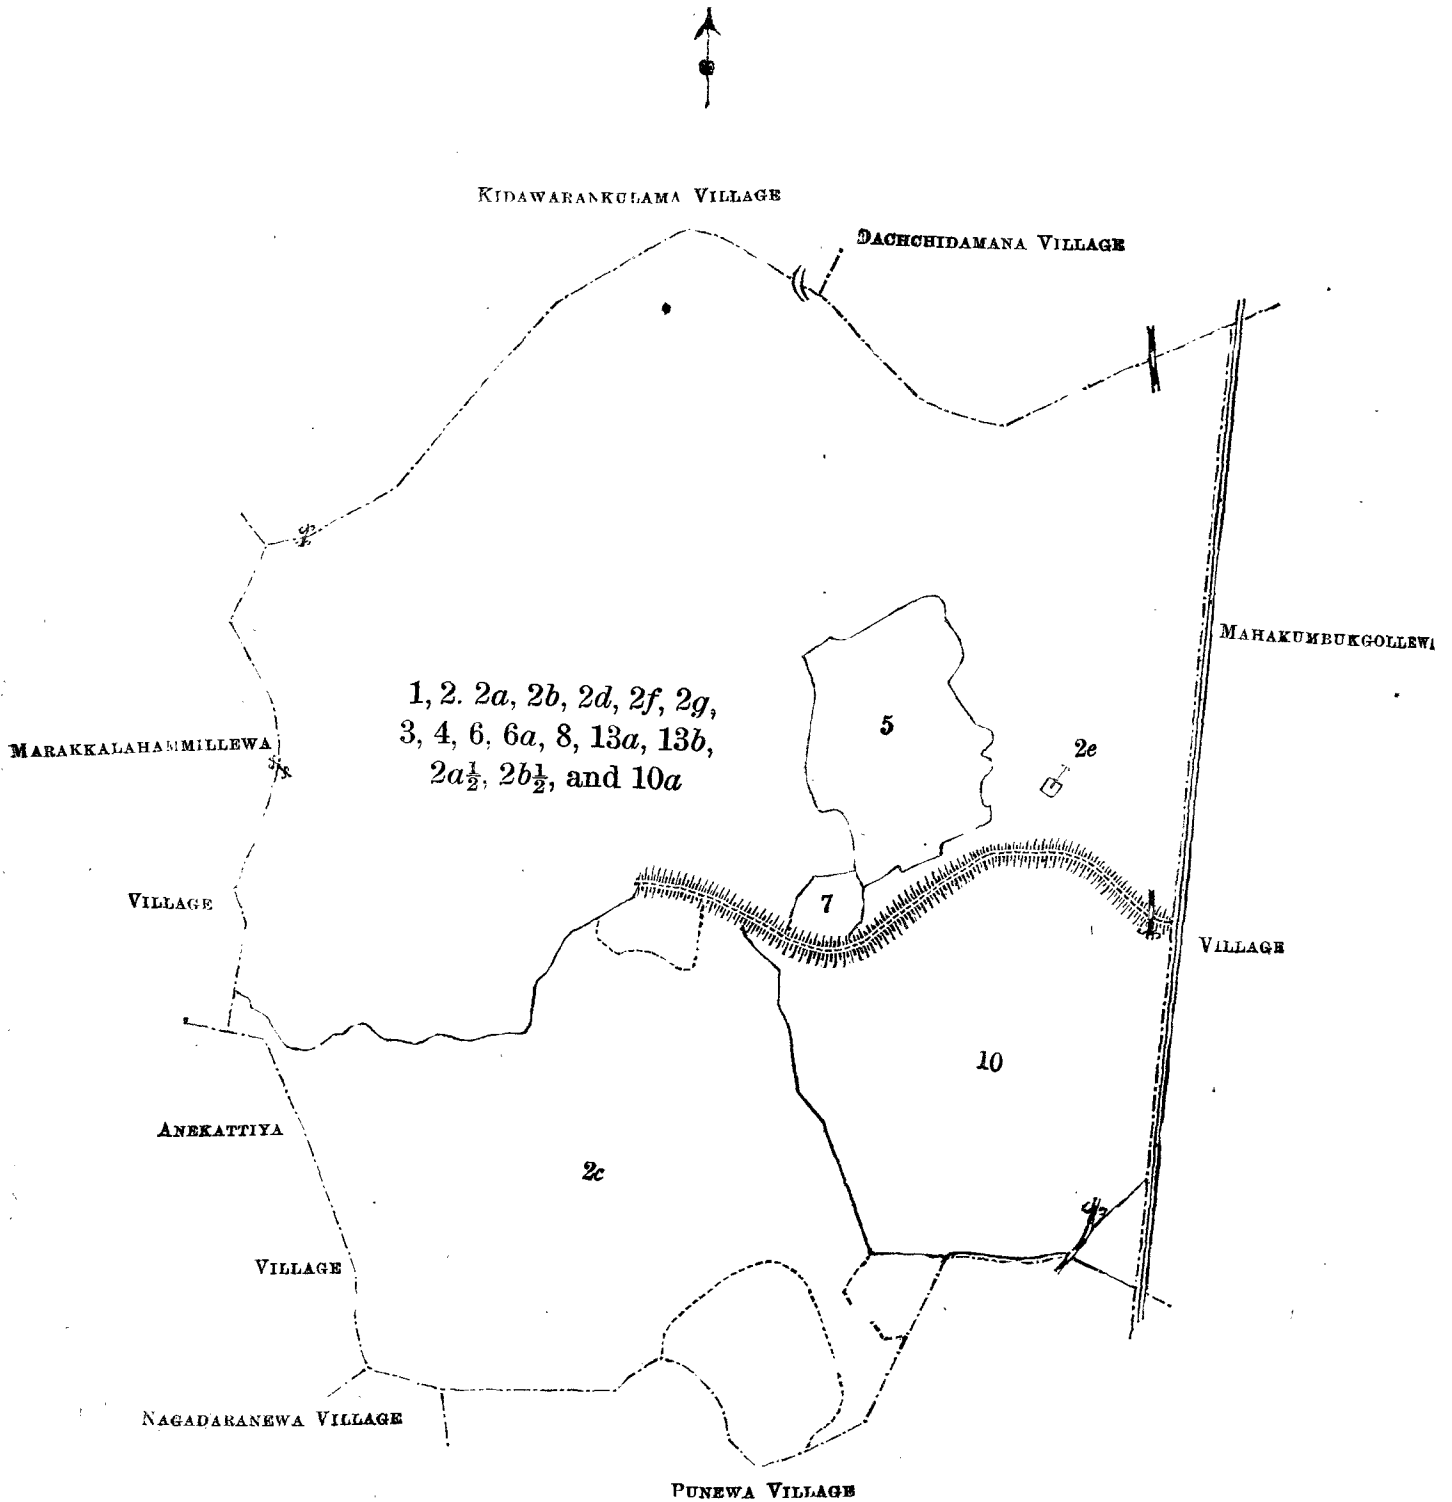 KIDAWARANKULAMA VILLAGE
DACHCHIDAMANA VILLAGE
MAHAKUMBUKGOLLEWA
1, 2. 2a, 2b, 2d, 2f, 2g,
3, 4, 6, 6a, 8, 13a, 13b,
2a½, 2b½, and 10a
5
2e
MARAKKALAHAMMILLEWA
VILLAGE
7
VILLAGE
10
ANEKATTIYA
2c
VILLAGE
NAGADARANEWA VILLAGE
PUNEWA VILLAGE